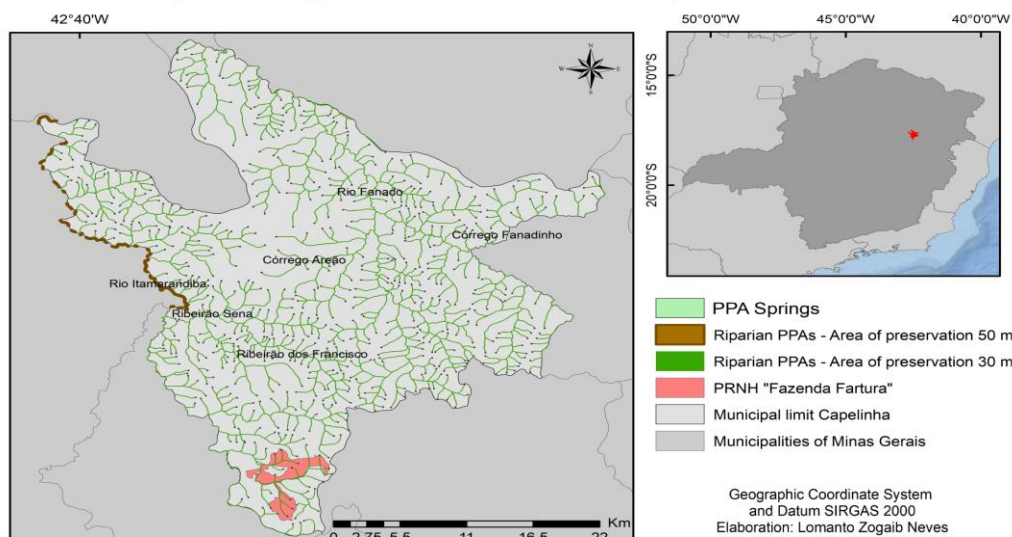 42°40'W
N
W
E
S
Rio Fanado
Córrego Fanadinho
Córrego Areão
Rio Itamarandiba
Ribeirão Sena
Ribeirão dos Francisco
Km
0 2.75 5.5 11 16.5 22
50°0'0"W 45°0'0"W 40°0'0"W
15°0'0"S
20°0'0"S
PPA Springs
Riparian PPAs - Area of preservation 50 m
Riparian PPAs - Area of preservation 30 m
PRNH "Fazenda Fartura"
Municipal limit Capelinha
Municipalities of Minas Gerais
Geographic Coordinate System
and Datum SIRGAS 2000
Elaboration: Lomanto Zogaib Neves